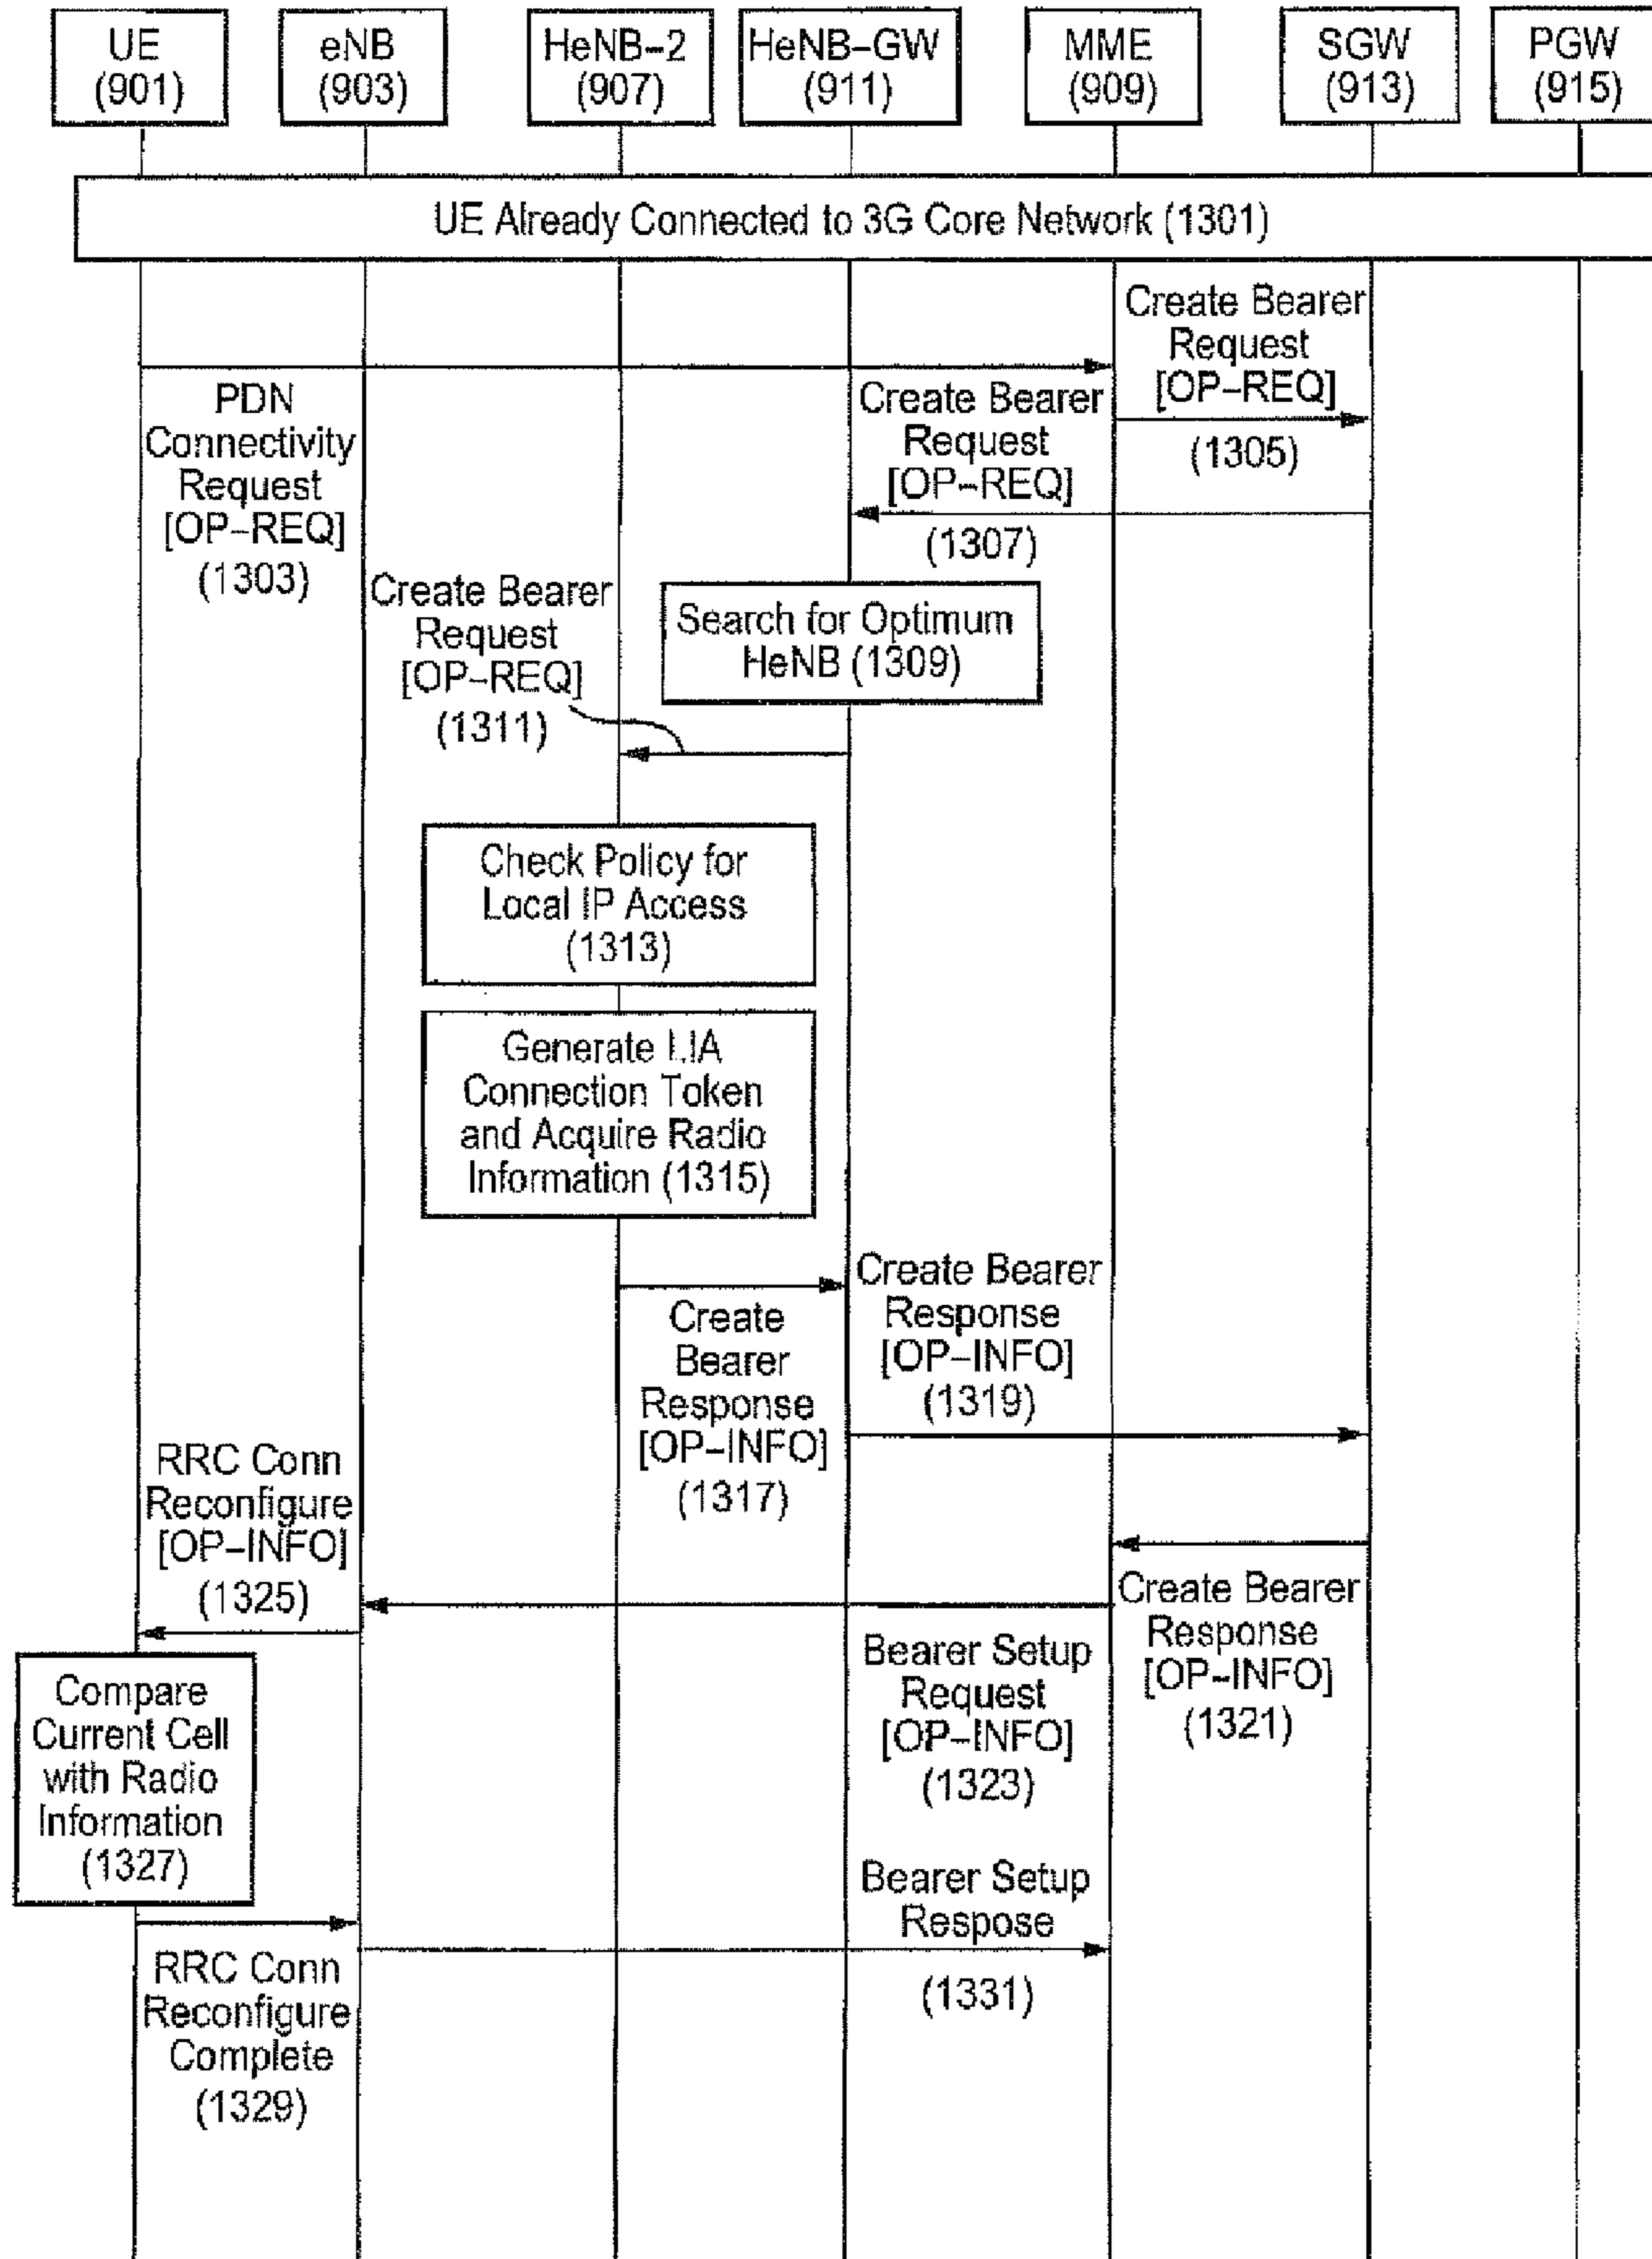 UE
(901)
eNB
(903)
HeNB-2
(907)
HeNB-GW
(911)
MME
(909)
SGW
(913)
PGW
(915)
UE Already Connected to 3G Core Network (1301)
Create Bearer
Request
[OP-REQ]
(1305)
PDN
Connectivity
Request
[OP-REQ]
(1303)
Create Bearer
Request
[OP-REQ]
(1307)
Create Bearer
Request
[OP-REQ]
(1311)
Search for Optimum
HeNB (1309)
Check Policy for
Local IP Access
(1313)
Generate LIA
Connection Token
and Acquire Radio
Information (1315)
Create
Bearer
Response
[OP-INFO]
(1317)
Create Bearer
Response
[OP-INFO]
(1319)
RRC Conn
Reconfigure
[OP-INFO]
(1325)
Create Bearer
Response
[OP-INFO]
(1321)
Bearer Setup
Request
[OP-INFO]
(1323)
Compare
Current Cell
with Radio
Information
(1327)
Bearer Setup
Respose
(1331)
RRC Conn
Reconfigure
Complete
(1329)